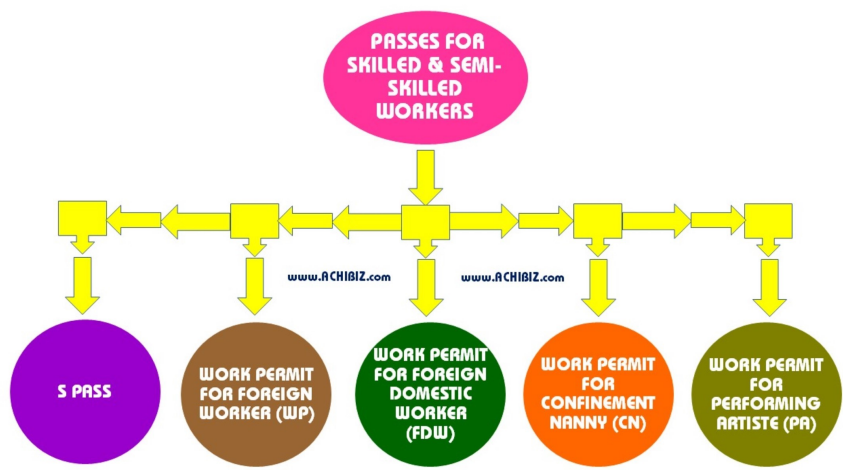 PASSES FOR
SKILLED & SEMI-
SKILLED
WORKERS
www.ACHIBIZ.com
www.ACHIBIZ.com
S PASS
WORK PERMIT
FOR FOREIGN
WORKER (WP)
WORK PERMIT
FOR FOREIGN
DOMESTIC
WORKER
(FDW)
WORK PERMIT
FOR
CONFINEMENT
NANNY (CN)
WORK PERMIT
FOR
PERFORMING
ARTISTE (PA)